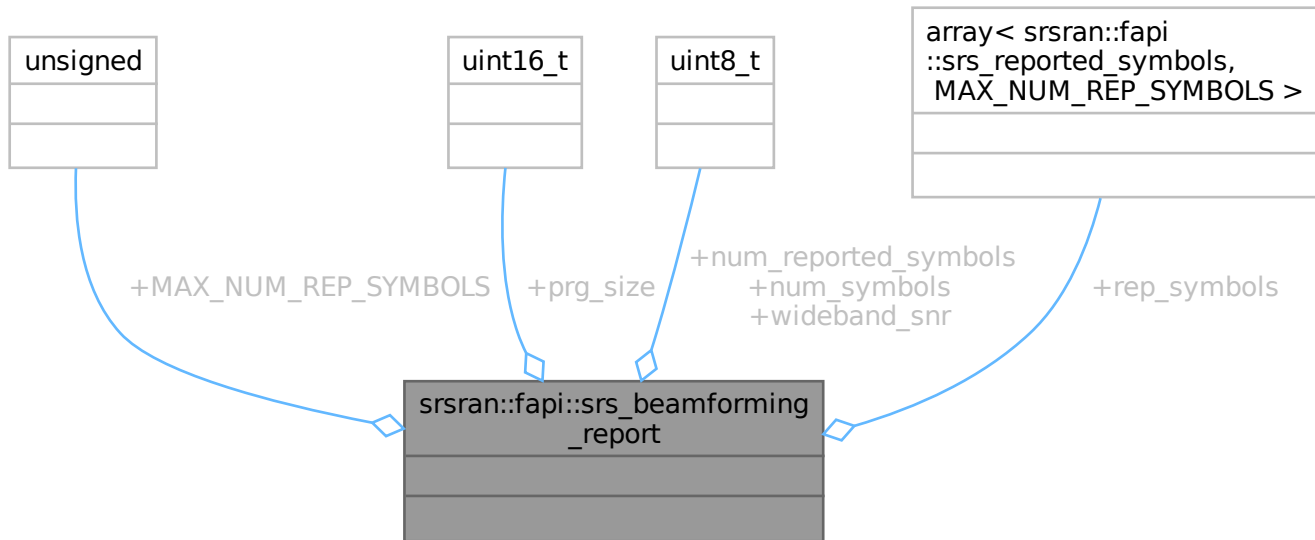 unsigned
uint16_t
uint8_t
array< srsran::fapi
::srs_reported_symbols,
MAX_NUM_REP_SYMBOLS >
+MAX_NUM_REP_SYMBOLS
+prg_size
+num_reported_symbols
+num_symbols
+wideband_snr
+rep_symbols
srsran::fapi::srs_beamforming
_report